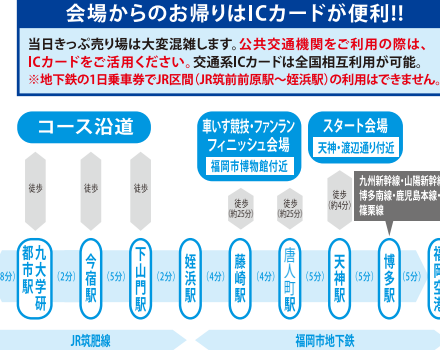 会場からのお帰りはICカードが便利!!
当日きっぷ売り場は大変混雑します。公共交通機関をご利用の際は、
ICカードをご活用ください。交通系ICカードは全国相互利用が可能。
※地下鉄の1日乗車券でJR区間(JR筑前前原駅〜姪浜駅)の利用はできません。
コース沿道
車いす競技・ファンラン
フィニッシュ会場
福岡市博物館付近
スタート会場
天神・渡辺通り付近
徒歩
徒歩
徒歩
徒歩
(約25分)
徒歩
(約25分)
徒歩
(約4分)
九州新幹線・山陽新幹線
博多南線・鹿児島本線・
篠栗線
8分)
九大学研
都市駅
(2分)
今宿駅
(5分)
下山門駅
(5分)
姪浜駅
(4分)
藤崎駅
(4分)
唐人町駅
(5分)
天神駅
(5分)
博多駅
(5分)
福岡空港
JR筑肥線
福岡市地下鉄